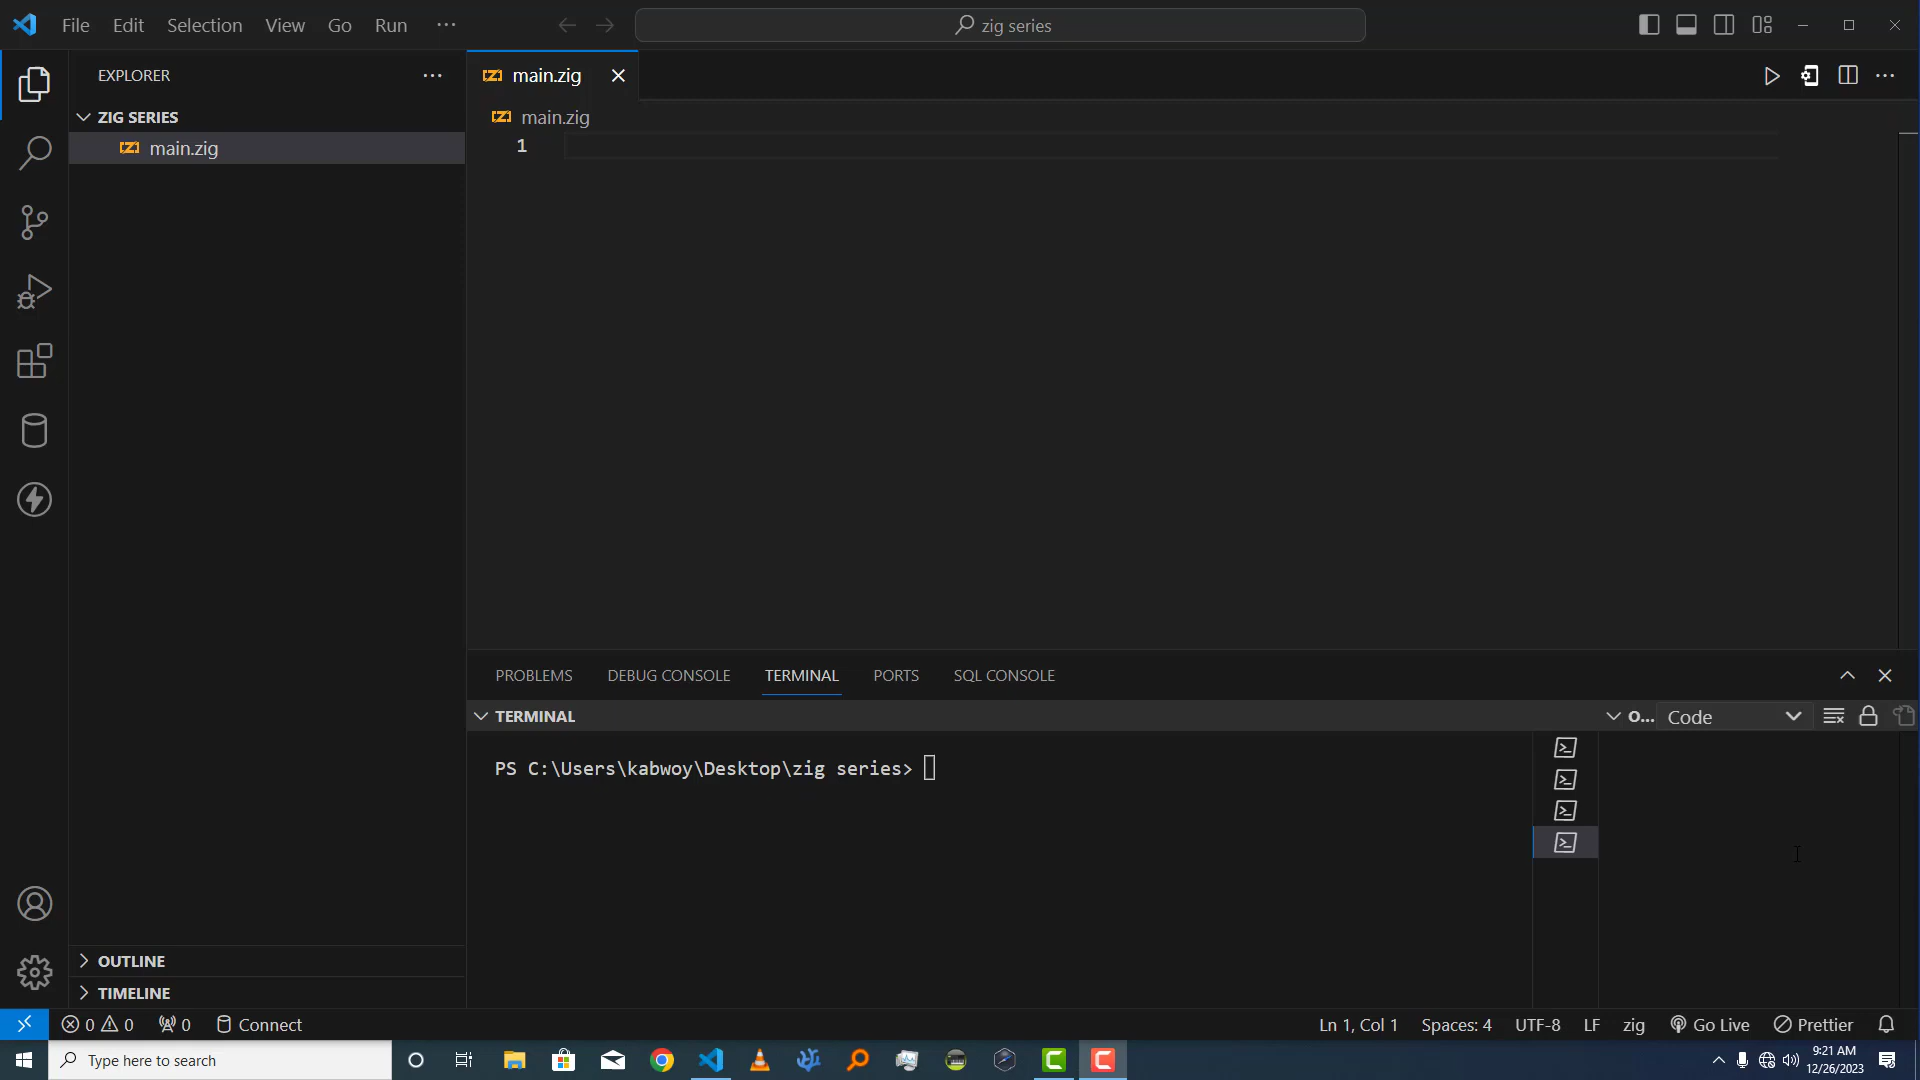 File Edit Selection View Go Run ···
zig series
EXPLORER
ZIG SERIES
main.zig
main.zig
main.zig
1
PROBLEMS DEBUG CONSOLE TERMINAL PORTS SQL CONSOLE
TERMINAL
O... Code
PS C:\Users\kabwoy\Desktop\zig series>
OUTLINE
TIMELINE
0 0 0 Connect
Ln 1, Col 1 Spaces: 4 UTF-8 LF zig Go Live Prettier
Type here to search
9:21 AM
12/26/2023